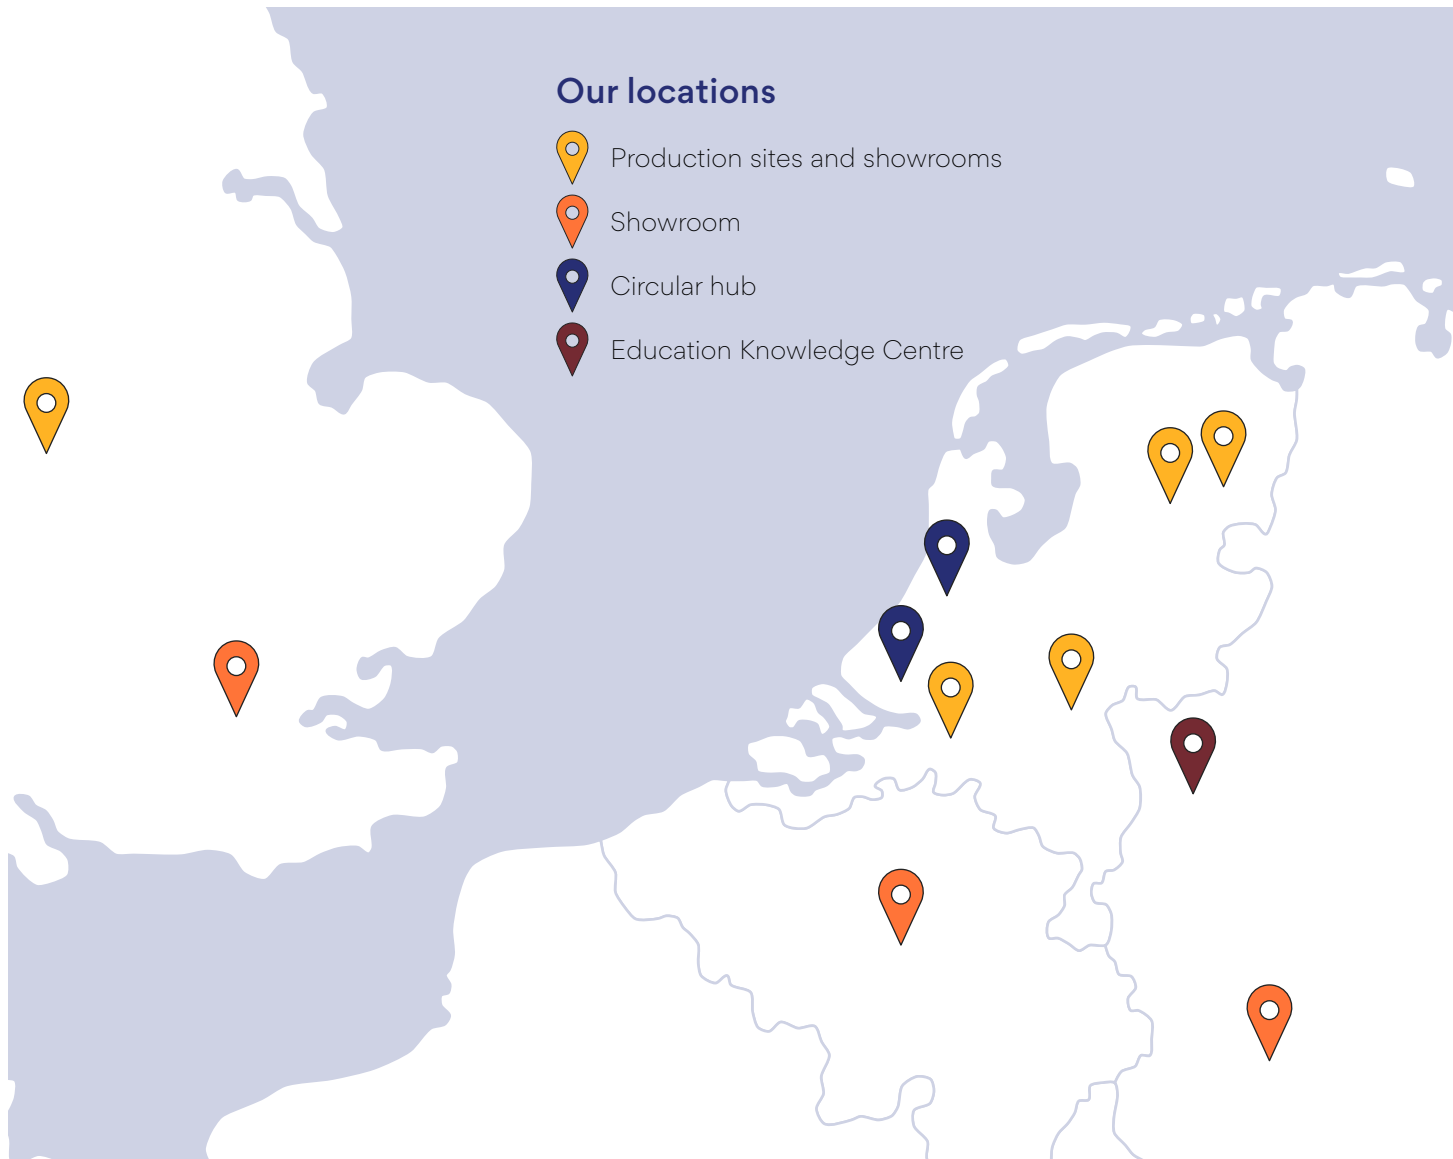 Our locations
Production sites and showrooms
Showroom
Circular hub
Education Knowledge Centre